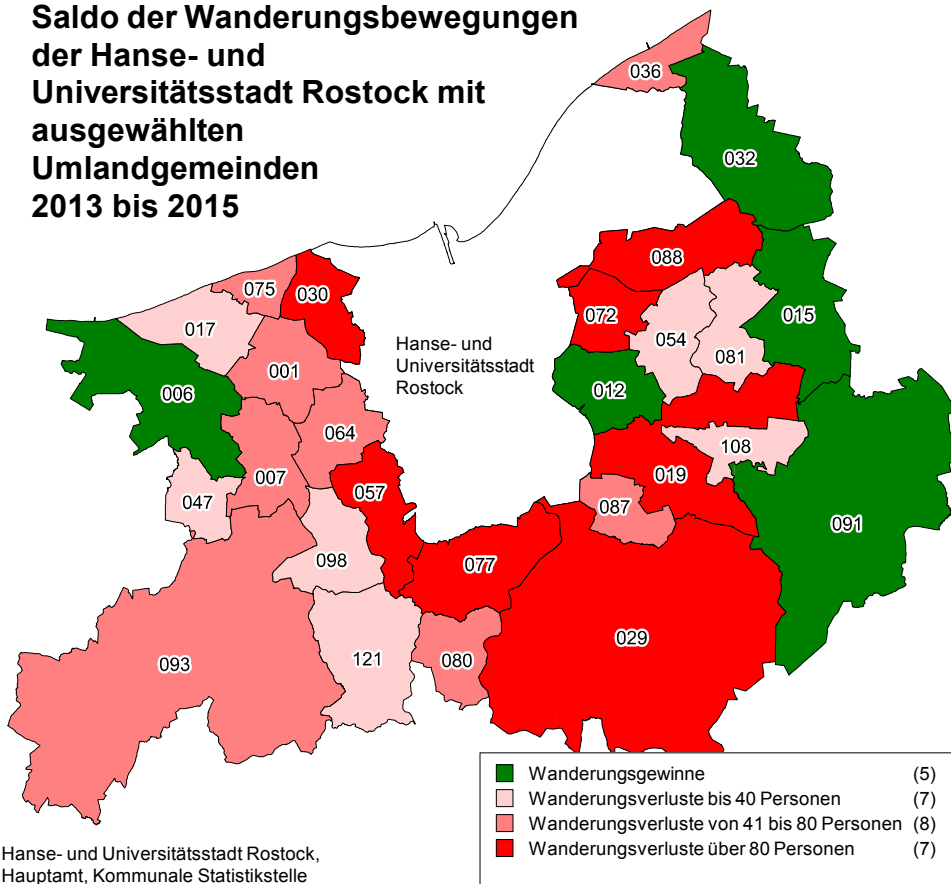 Saldo der Wanderungsbewegungen
der Hanse- und
Universitätsstadt Rostock mit
ausgewählten
Umlandgemeinden
2013 bis 2015
036
032
088
075
030
072
015
017
054
081
Hanse- und
Universitätsstadt
Rostock
001
006
012
064
108
007
019
057
047
087
091
098
077
029
093
121
080
Wanderungsgewinne (5)
Wanderungsverluste bis 40 Personen (7)
Wanderungsverluste von 41 bis 80 Personen (8)
Wanderungsverluste über 80 Personen (7)
Hanse- und Universitätsstadt Rostock,
Hauptamt, Kommunale Statistikstelle